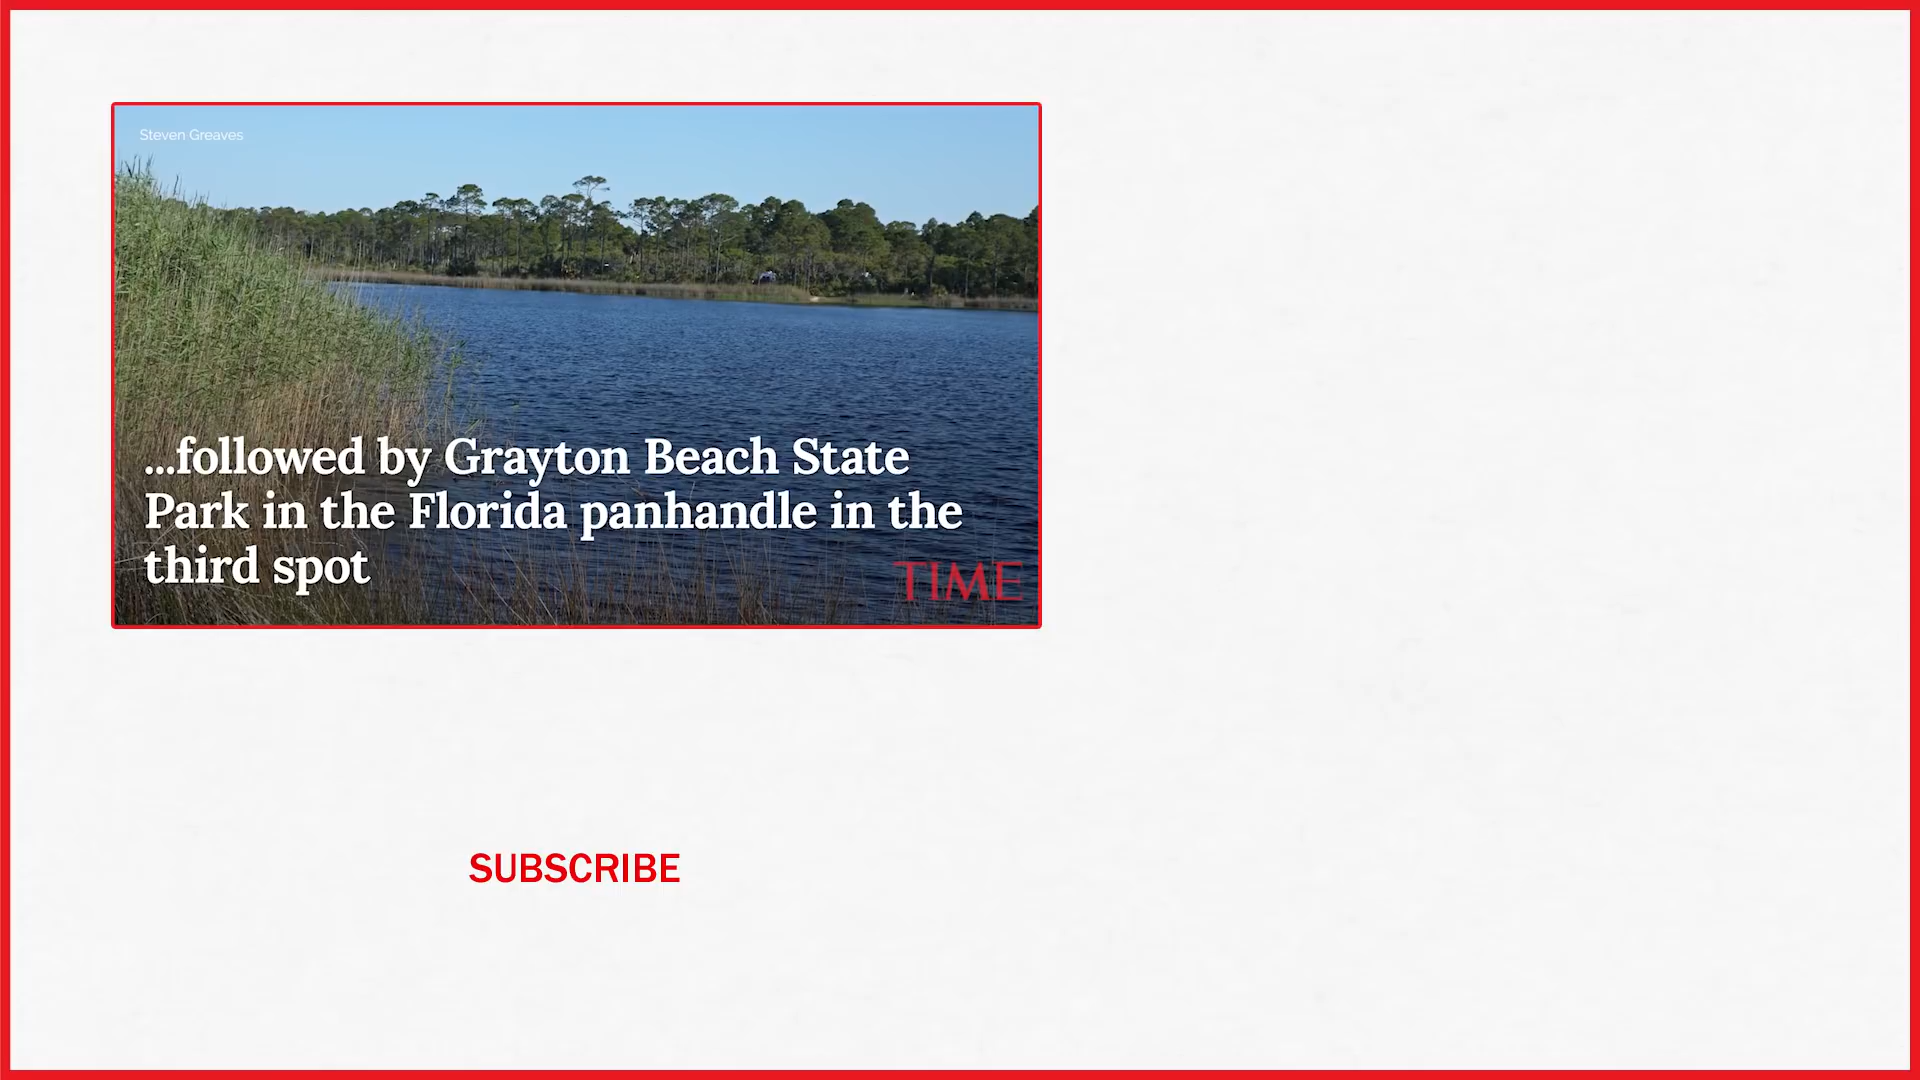 Steven Greaves
...followed by Grayton Beach State
Park in the Florida panhandle in the
third spot
TIME
SUBSCRIBE